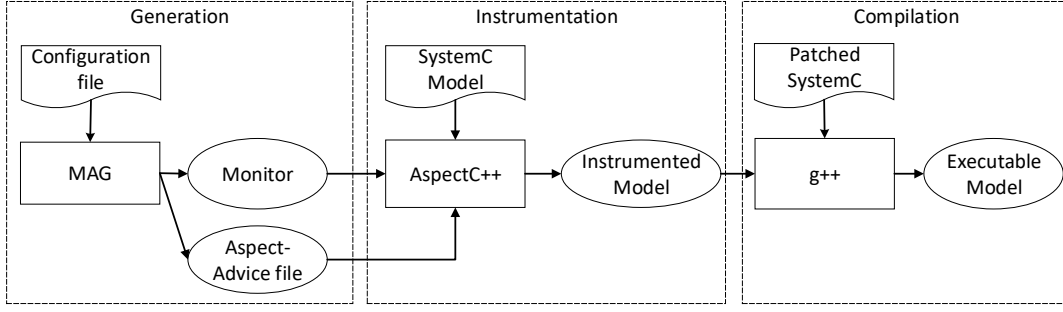 Generation
Instrumentation
Compilation
Configuration
file
SystemC
Model
Patched
SystemC
MAG
Monitor
AspectC++
Instrumented
Model
g++
Executable
Model
Aspect-
Advice file